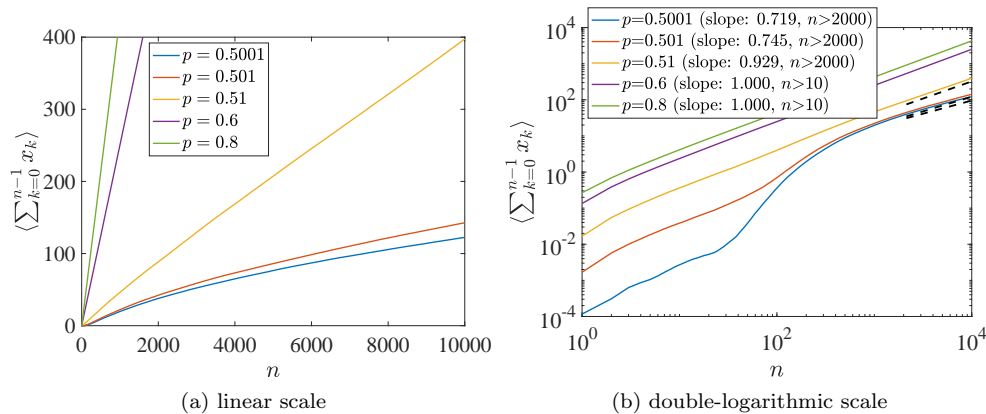 400
300
200
100
0
⟨∑_{k=0}^{n−1} x_k⟩
p = 0.5001
p = 0.501
p = 0.51
p = 0.6
p = 0.8
0 2000 4000 6000 8000 10000
n
(a) linear scale
10^4
10^2
10^0
10^-2
10^-4
⟨∑_{k=0}^{n−1} x_k⟩
p=0.5001 (slope: 0.719, n>2000)
p=0.501 (slope: 0.745, n>2000)
p=0.51 (slope: 0.929, n>2000)
p=0.6 (slope: 1.000, n>10)
p=0.8 (slope: 1.000, n>10)
10^0 10^2 10^4
n
(b) double-logarithmic scale